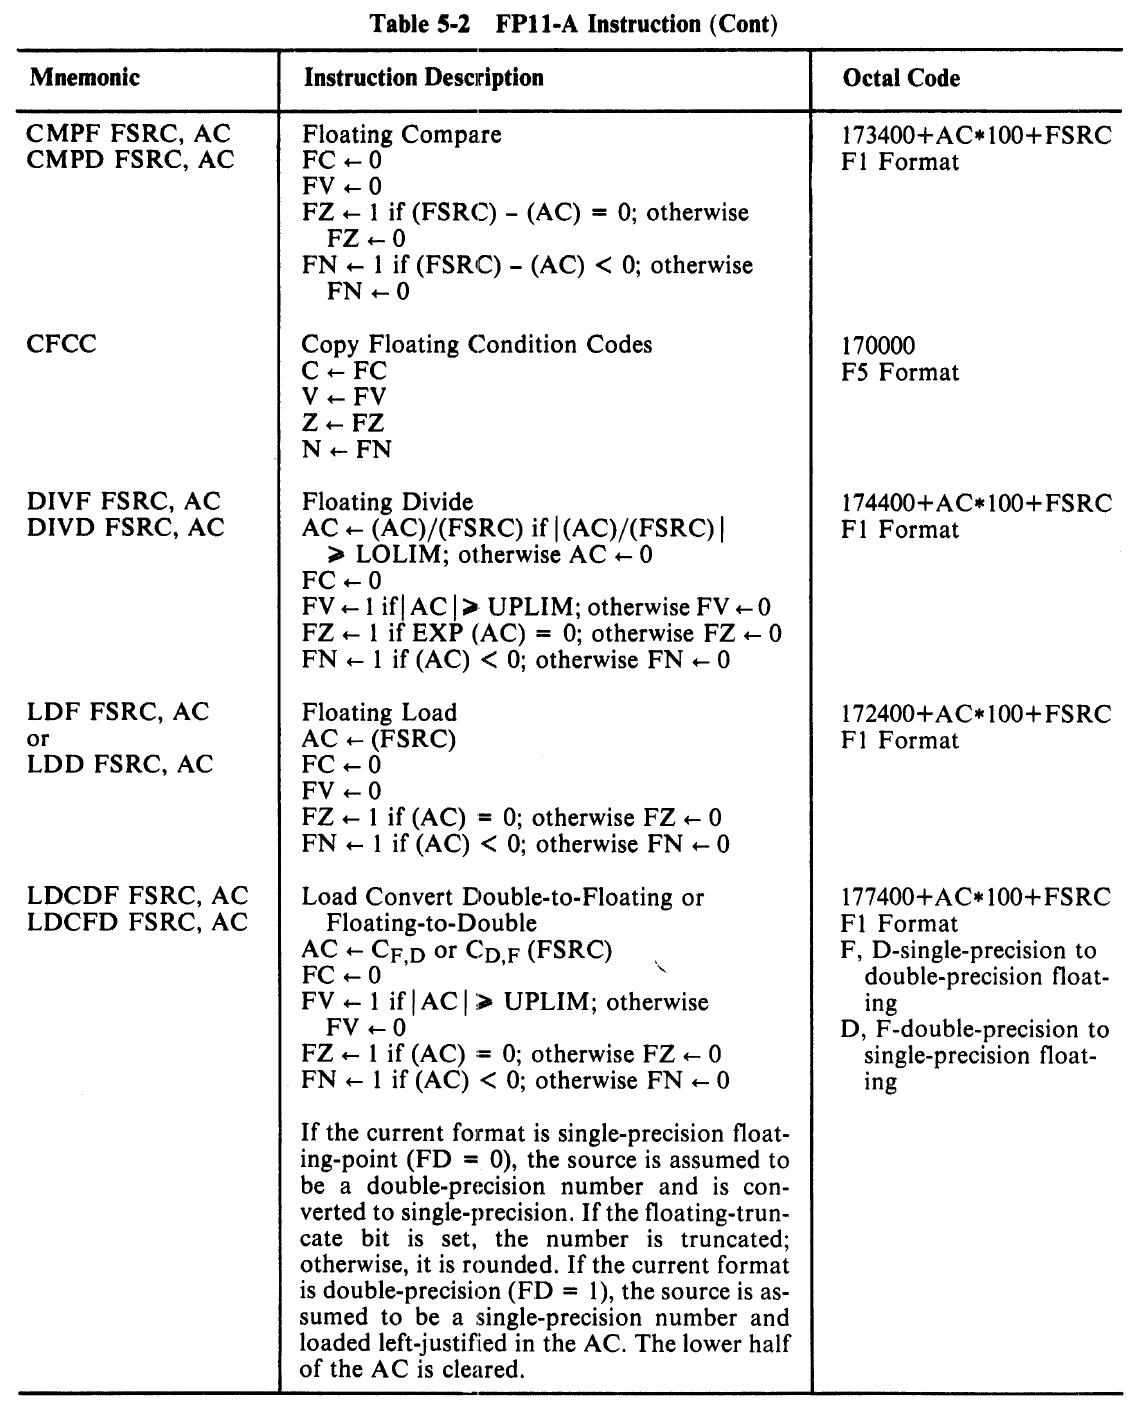 Table 5-2 FP11-A Instruction (Cont)
Mnemonic Instruction Description Octal Code
CMPF FSRC, AC Floating Compare 173400+AC*100+FSRC
CMPD FSRC, AC FC ← 0 F1 Format
FV ← 0
FZ ← 1 if (FSRC) – (AC) = 0; otherwise
FZ ← 0
FN ← 1 if (FSRC) – (AC) < 0; otherwise
FN ← 0
CFCC Copy Floating Condition Codes 170000
C ← FC F5 Format
V ← FV
Z ← FZ
N ← FN
DIVF FSRC, AC Floating Divide 174400+AC*100+FSRC
DIVD FSRC, AC AC ← (AC)/(FSRC) if |(AC)/(FSRC)| F1 Format
⩾ LOLIM; otherwise AC ← 0
FC ← 0
FV ← 1 if |AC| ⩾ UPLIM; otherwise FV ← 0
FZ ← 1 if EXP (AC) = 0; otherwise FZ ← 0
FN ← 1 if (AC) < 0; otherwise FN ← 0
LDF FSRC, AC Floating Load 172400+AC*100+FSRC
or AC ← (FSRC) F1 Format
LDD FSRC, AC FC ← 0
FV ← 0
FZ ← 1 if (AC) = 0; otherwise FZ ← 0
FN ← 1 if (AC) < 0; otherwise FN ← 0
LDCDF FSRC, AC Load Convert Double-to-Floating or 177400+AC*100+FSRC
LDCFD FSRC, AC Floating-to-Double F1 Format
AC ← CF,D or CD,F (FSRC) F, D-single-precision to
FC ← 0 double-precision float-
FV ← 1 if |AC| ⩾ UPLIM; otherwise ing
FV ← 0 D, F-double-precision to
FZ ← 1 if (AC) = 0; otherwise FZ ← 0 single-precision float-
FN ← 1 if (AC) < 0; otherwise FN ← 0 ing
If the current format is single-precision float-
ing-point (FD = 0), the source is assumed to
be a double-precision number and is con-
verted to single-precision. If the floating-trun-
cate bit is set, the number is truncated;
otherwise, it is rounded. If the current format
is double-precision (FD = 1), the source is as-
sumed to be a single-precision number and
loaded left-justified in the AC. The lower half
of the AC is cleared.